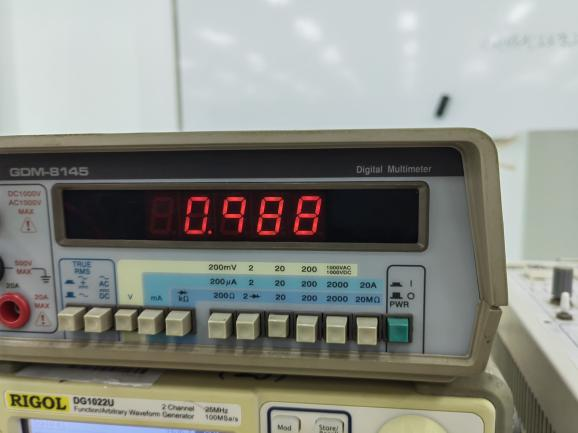 GDM-8145
Digital Multimeter
0.988
DC1000V
AC1000V
MAX
500V
MAX
20A
20A
MAX
TRUE
RMS
AC
DC
V
mA
kΩ
200mV 2 20 200 1000VAC
1000VDC
200μA 2 20 200 2000 20A
200Ω 2 20 200 2000 20MΩ
I
O
PWR
RIGOL
DG1022U
Function/Arbitrary Waveform Generator
2 Channel
25MHz
100MSa/s
Mod
Store/